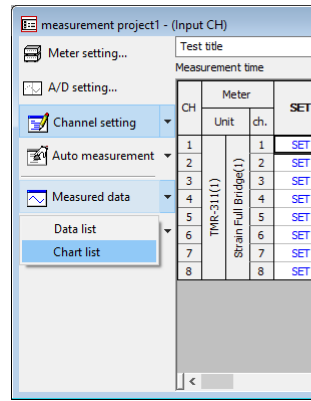 measurement project1 - (Input CH)
Meter setting...
A/D setting...
Channel setting
Auto measurement
Measured data
Data list
Chart list
Test title
Measurement time
CH Meter SET
Unit ch.
TMR-311(1)
Strain Full Bridge(1)
1 1 SET
2 2 SET
3 3 SET
4 4 SET
5 5 SET
6 6 SET
7 7 SET
8 8 SET